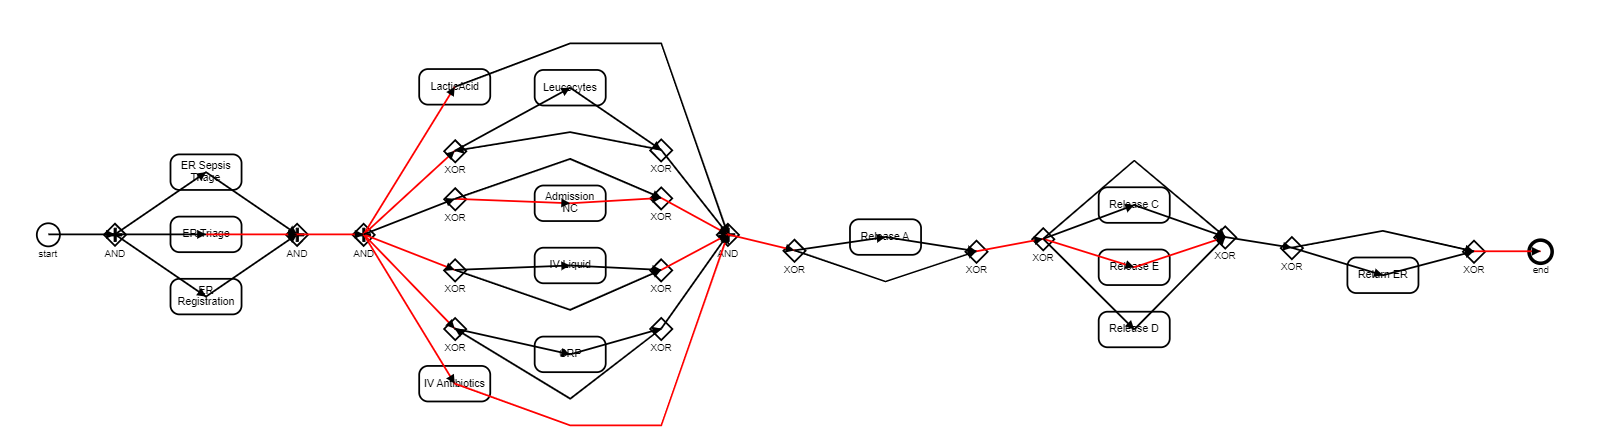 start
AND
ER Sepsis
Triage
ER Triage
ER
Registration
AND
AND
LacticAcid
Leucocytes
XOR
XOR
XOR
Admission
NC
XOR
IV Liquid
XOR
XOR
XOR
CRP
XOR
IV Antibiotics
AND
XOR
Release A
XOR
XOR
Release C
Release E
Release D
XOR
XOR
Return ER
XOR
end